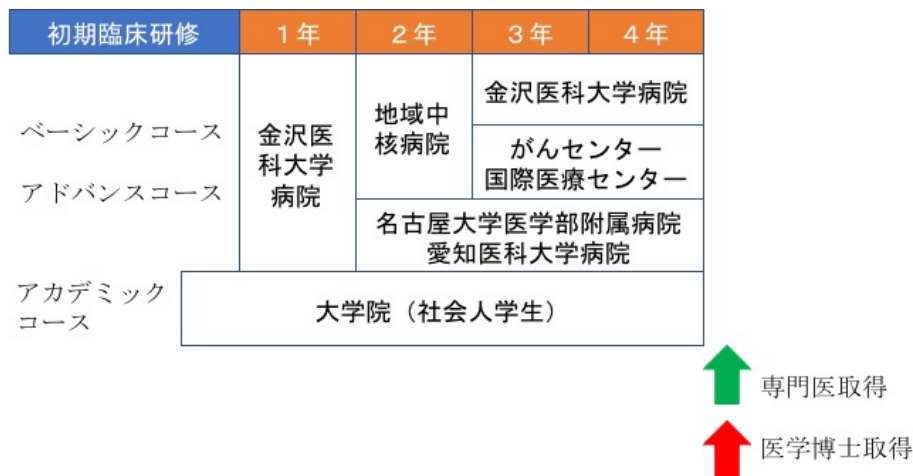 初期臨床研修
1年
2年
3年
4年
ベーシックコース
アドバンスコース
アカデミック
コース
金沢医
科大学
病院
地域中
核病院
金沢医科大学病院
がんセンター
国際医療センター
名古屋大学医学部附属病院
愛知医科大学病院
大学院（社会人学生）
専門医取得
医学博士取得